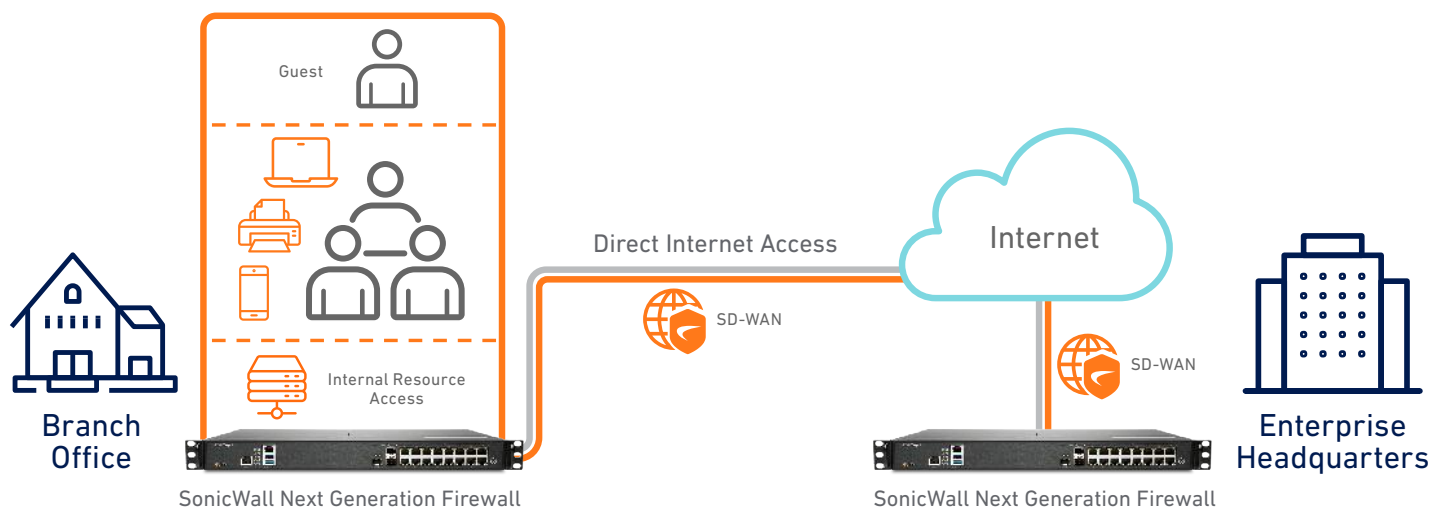 Guest
Direct Internet Access
Internet
SD-WAN
SD-WAN
Internal Resource
Access
Branch
Office
Enterprise
Headquarters
SonicWall Next Generation Firewall
SonicWall Next Generation Firewall